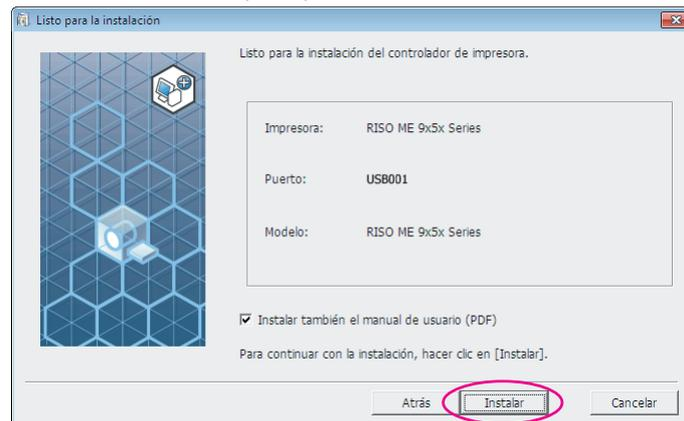 Listo para la instalación
Listo para la instalación del controlador de impresora.
Impresora: RISO ME 9x5x Series
Puerto: USB001
Modelo: RISO ME 9x5x Series
Instalar también el manual de usuario (PDF)
Para continuar con la instalación, hacer clic en [Instalar].
Atrás Instalar Cancelar